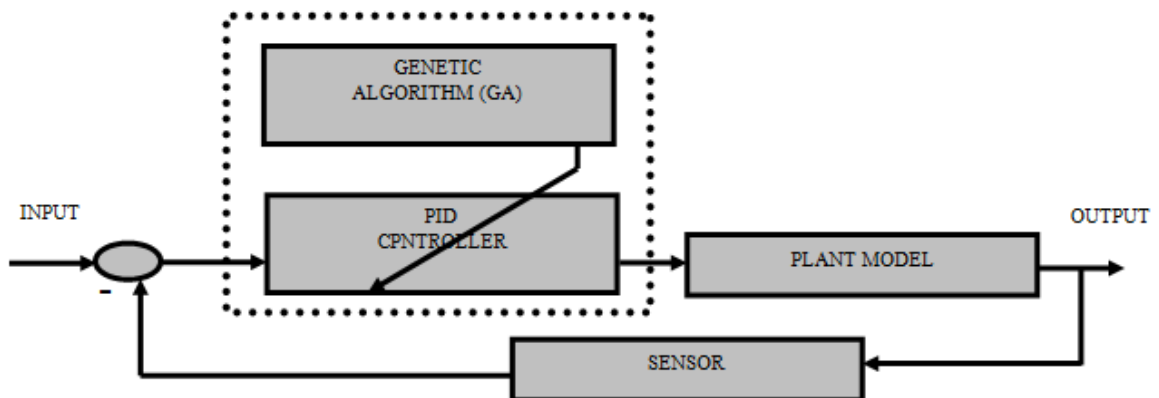 GENETIC
ALGORITHM (GA)
INPUT
PID
CPNTROLLER
OUTPUT
PLANT MODEL
-
SENSOR